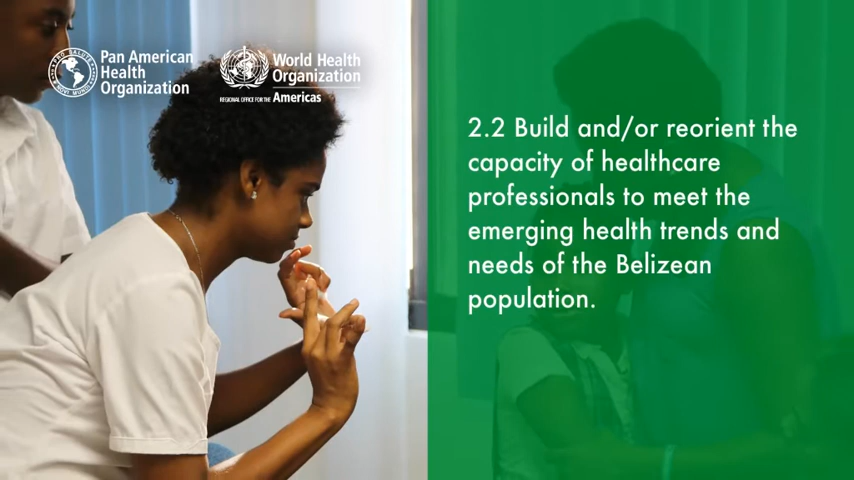 Pan American
Health
Organization
World Health
Organization
REGIONAL OFFICE FOR THE Americas
2.2 Build and/or reorient the
capacity of healthcare
professionals to meet the
emerging health trends and
needs of the Belizean
population.